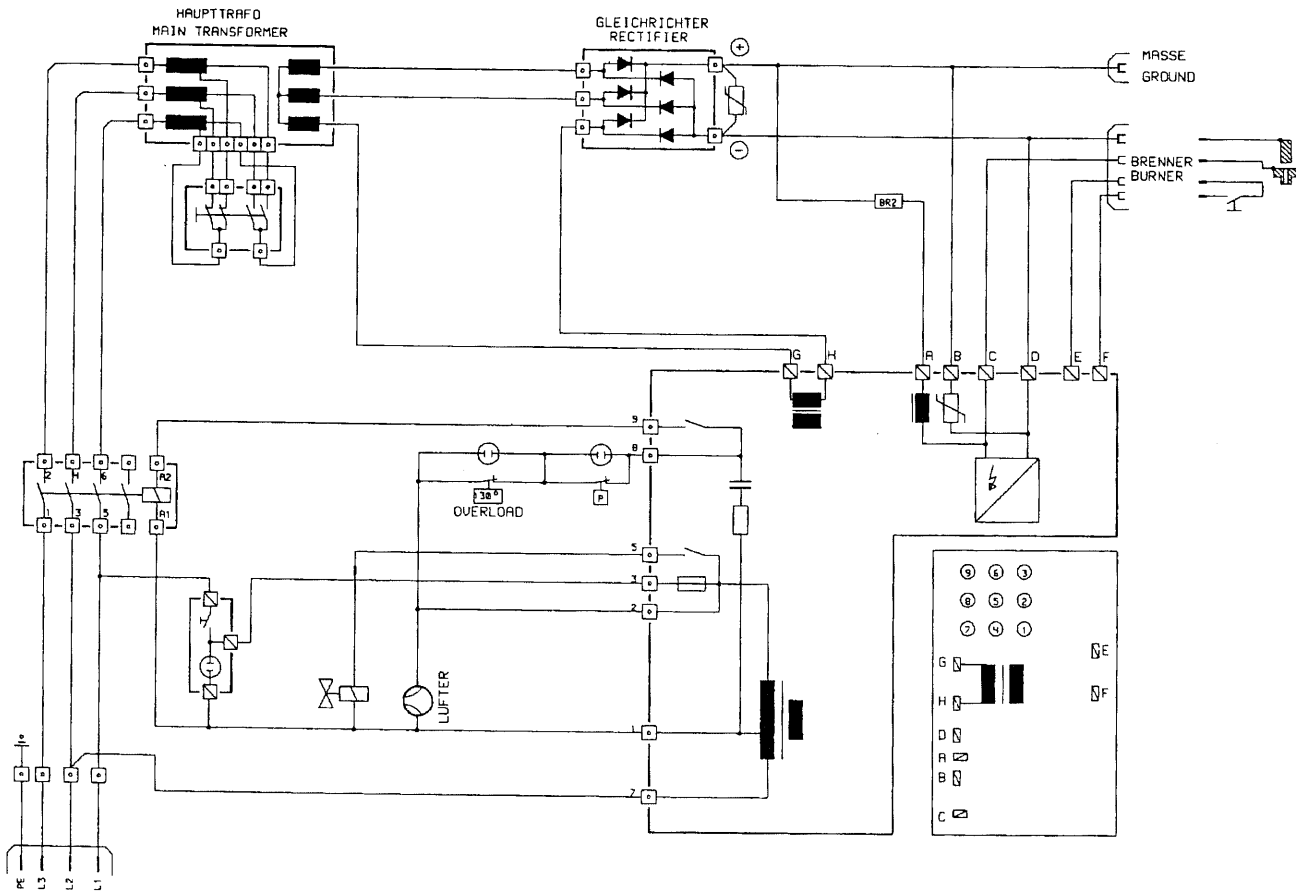 HAUPTTRAFO
MAIN TRANSFORMER
GLEICHRICHTER
RECTIFIER
+
-
MASSE
GROUND
BRENNER
BURNER
BR2
G H A B C D E F
9
8
2 4 6 A2
1 3 5 A1
130°
P
OVERLOAD
5
3
2
LÜFTER
1
7
9 6 3
8 5 2
7 4 1
G
H
D
A
B
C
E
F
PE L3 L2 L1